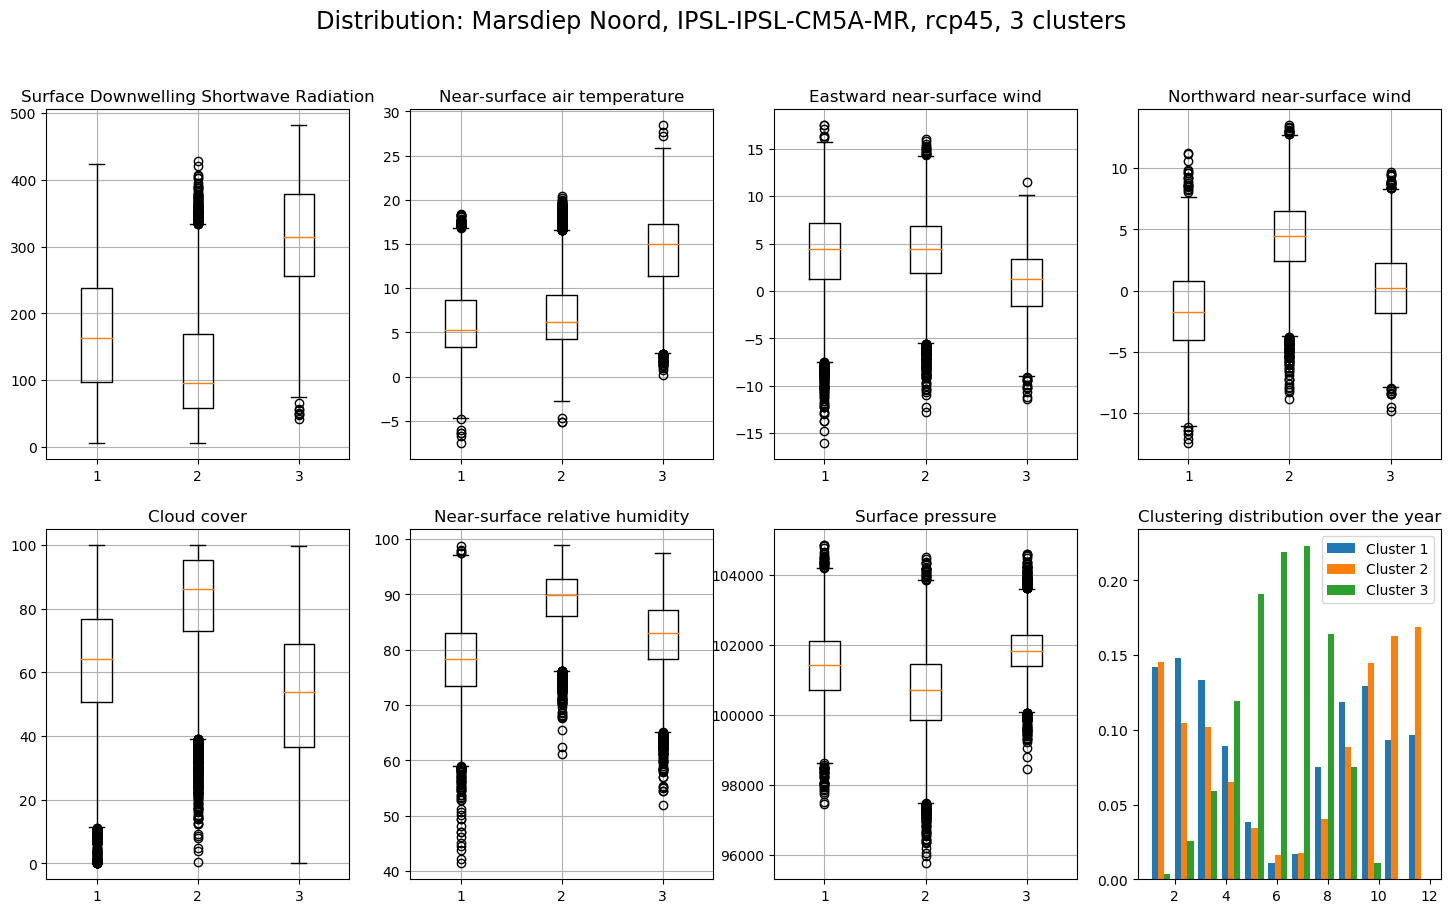 Distribution: Marsdiep Noord, IPSL-IPSL-CM5A-MR, rcp45, 3 clusters
Surface Downwelling Shortwave Radiation
500
400
300
200
100
0
1 2 3
Near-surface air temperature
30
25
20
15
10
5
0
−5
1 2 3
Eastward near-surface wind
15
10
5
0
−5
−10
−15
1 2 3
Northward near-surface wind
10
5
0
−5
−10
1 2 3
Cloud cover
100
80
60
40
20
0
1 2 3
Near-surface relative humidity
100
90
80
70
60
50
40
1 2 3
Surface pressure
104000
102000
100000
98000
96000
1 2 3
Clustering distribution over the year
Cluster 1
Cluster 2
Cluster 3
0.20
0.15
0.10
0.05
0.00
2 4 6 8 10 12